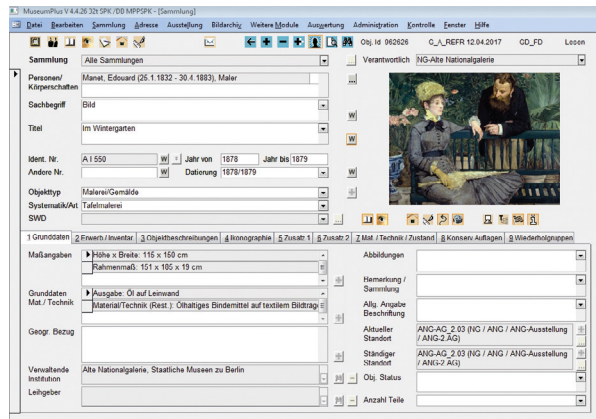 MuseumPlus V 4.4.26 32t SPK /DD MPPSPK - [Sammlung]
Datei Bearbeiten Sammlung Adresse Ausstellung Bildarchiv Weitere Module Auswertung Administration Kontrolle Fenster Hilfe
Obj. Id 962626 G_A_REFR 12.04.2017 GD_FD Losen
Sammlung Alle Sammlungen Verantwortlich NG-Alte Nationalgalerie
Personen/ Manet, Edouard (25.1.1832 - 30.4.1883), Maler
Körperschaften
Sachbegriff Bild
Titel Im Wintergarten
Ident. Nr. A I 550 W Jahr von 1878 Jahr bis 1879
Andere Nr. W Datierung 1878/1879 W
Objekttyp Malerei/Gemälde
Systematik/Art Tafelmalerei
SWD
1 Grunddaten 2 Erwerb / Inventar 3 Objektbeschreibungen 4 Ikonographie 5 Zusatz 1 6 Zusatz 2 7 Mat. / Technik / Zustand 8 Konserv. Auflagen 9 Wiederholgruppen
Maßangaben Höhe x Breite: 115 x 150 cm Abbildungen
Rahmenmaß: 151 x 185 x 19 cm
Bemerkung /
Sammlung
Grunddaten Ausgabe: Öl auf Leinwand
Mat./ Technik Material/Technik (Rest.): Ölhaltiges Bindemittel auf textilem Bildträge
Allg. Angabe
Beschriftung
Geogr. Bezug
Aktueller ANG-AG_2.03 (NG / ANG / ANG-Ausstellung
Standort / ANG-2.AG)
Ständiger ANG-AG_2.03 (NG / ANG / ANG-Ausstellung
Standort / ANG-2.AG)
Verwaltende Alte Nationalgalerie, Staatliche Museen zu Berlin
Institution
Obj. Status
Leihgeber
Anzahl Teile